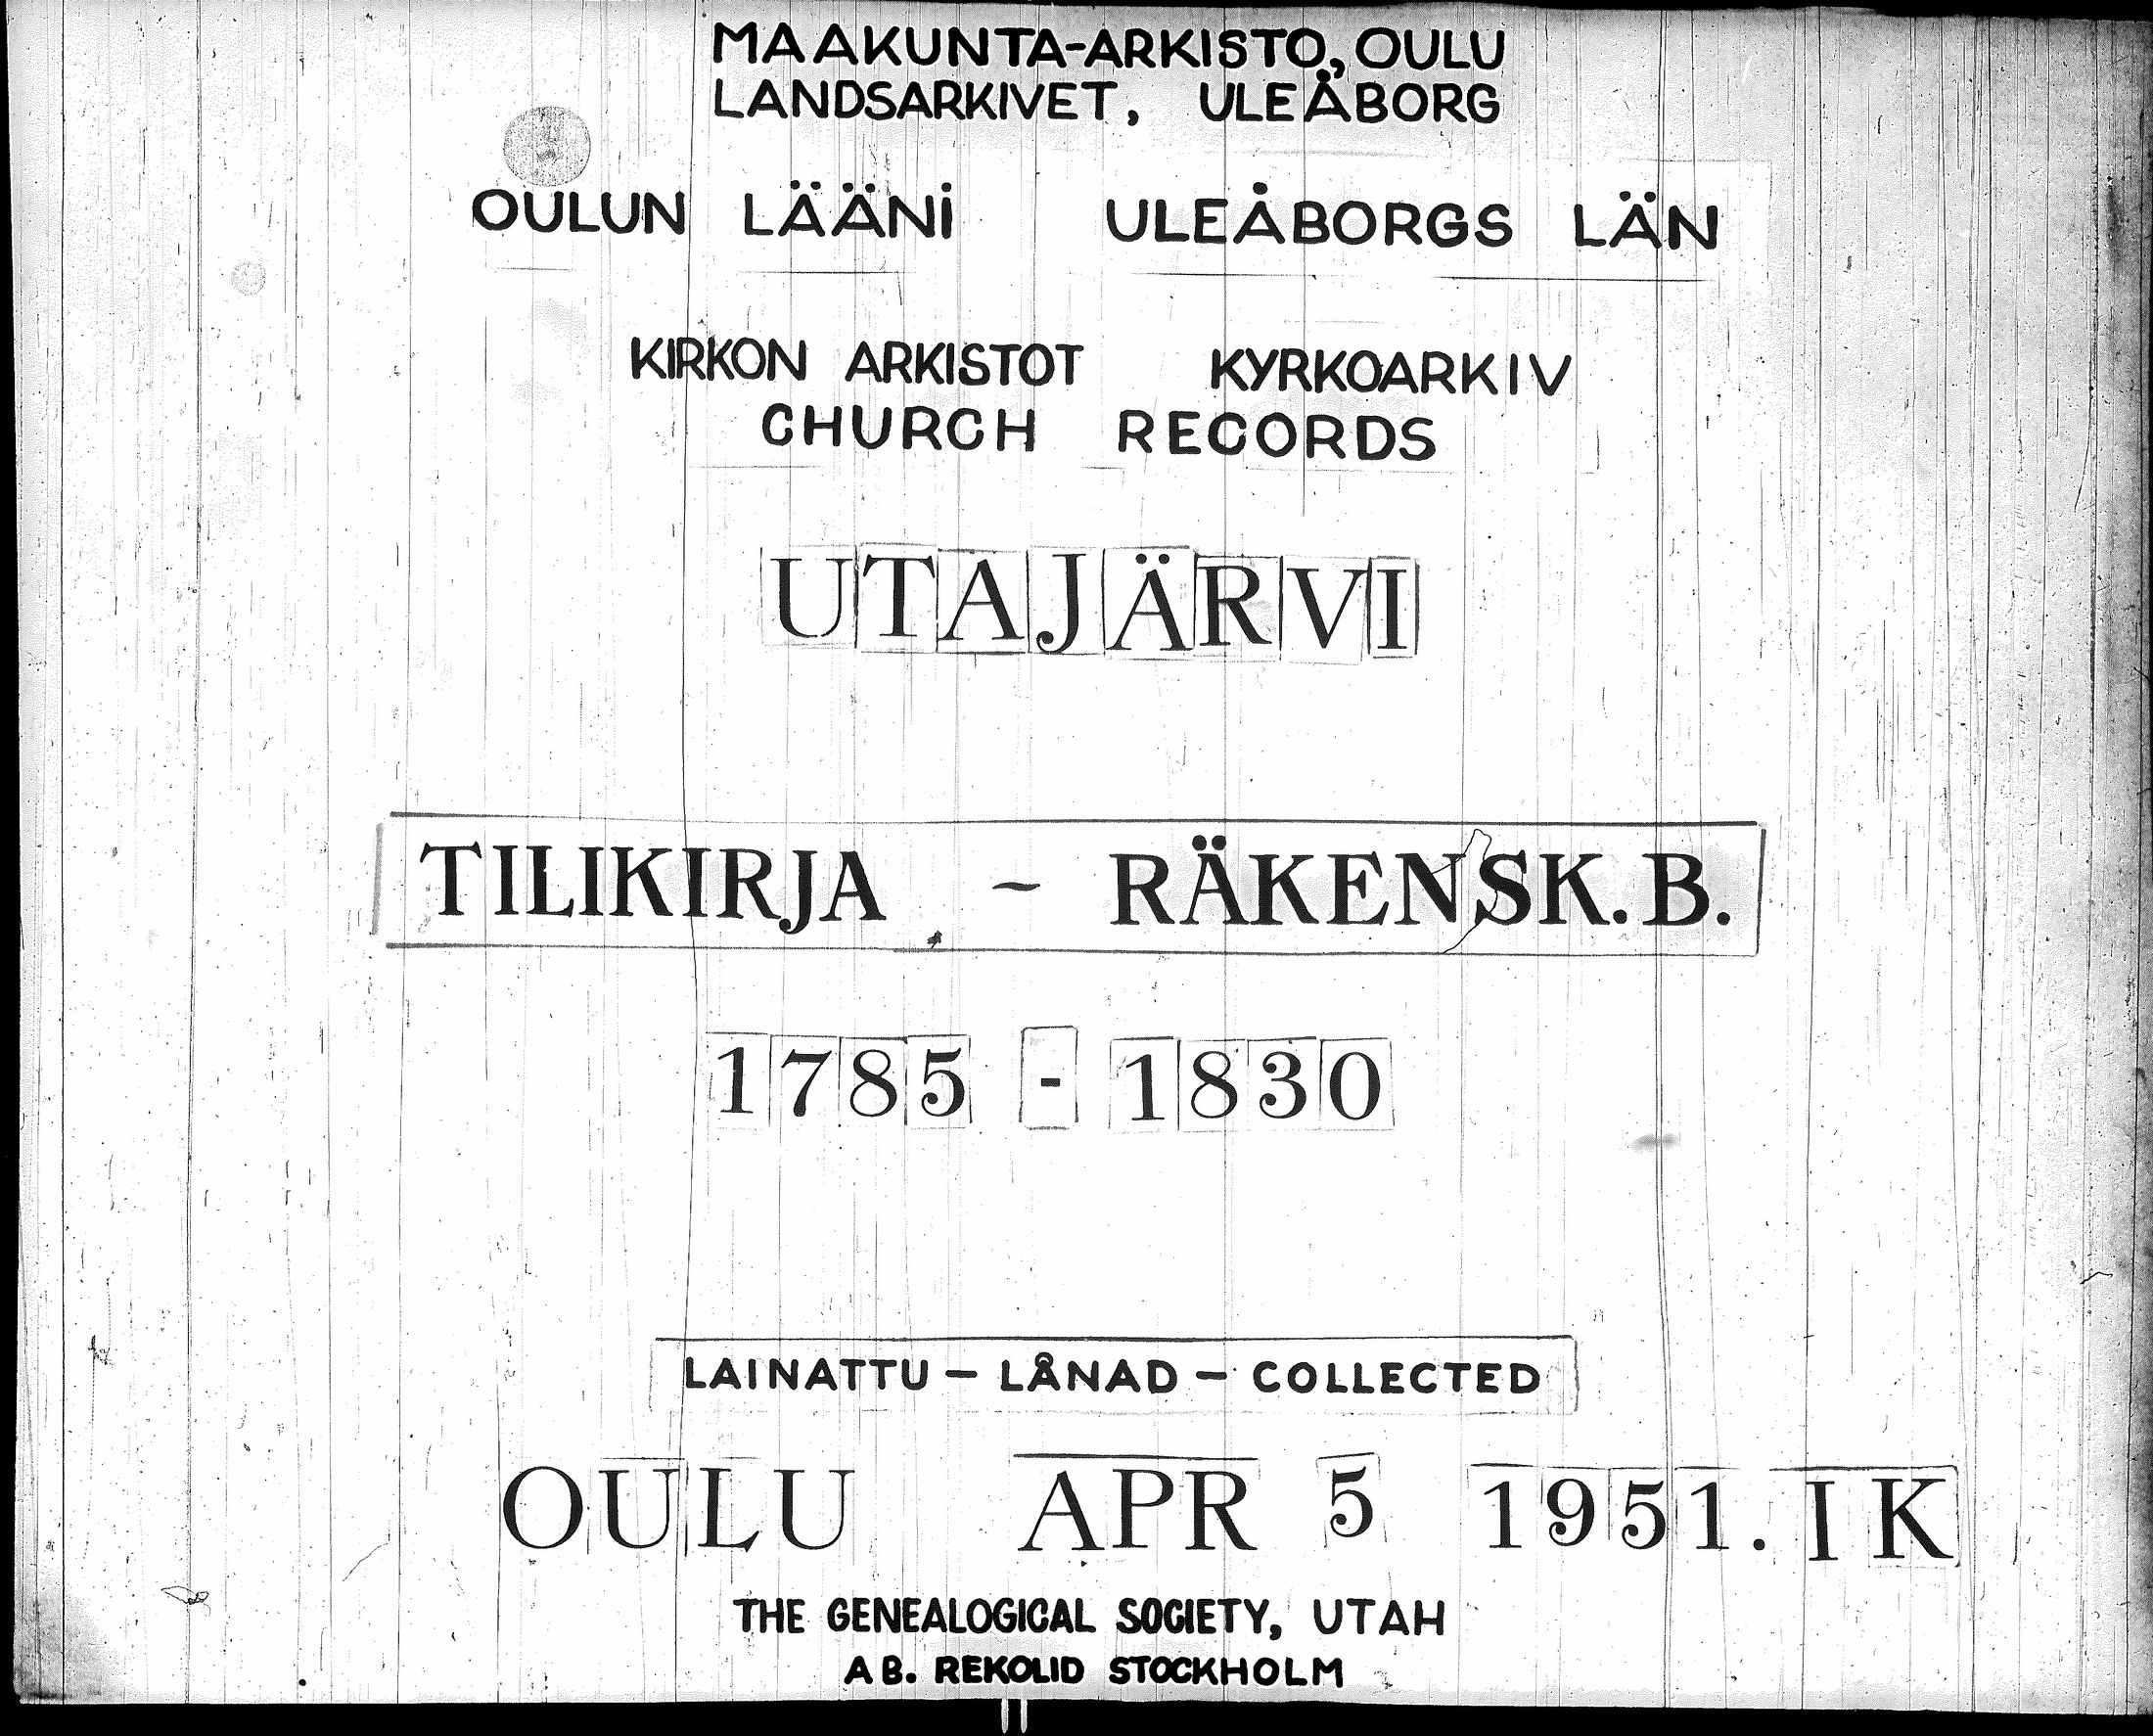 MAAKUNTA-ARKISTO, OULU
LANDSARKIVET, ULEÅBORG
OULUN LÄÄNI ULEÅBORGS LÄN
KIRKON ARKISTOT KYRKOARKIV
CHURCH RECORDS
UTAJÄRVI
TILIKIRJA - RÄKENSK.B.
1785 - 1830
LAINATTU - LÅNAD - COLLECTED
OULU APR 5 1951. IK
THE GENEALOGICAL SOCIETY, UTAH
AB. REKOLID STOCKHOLM